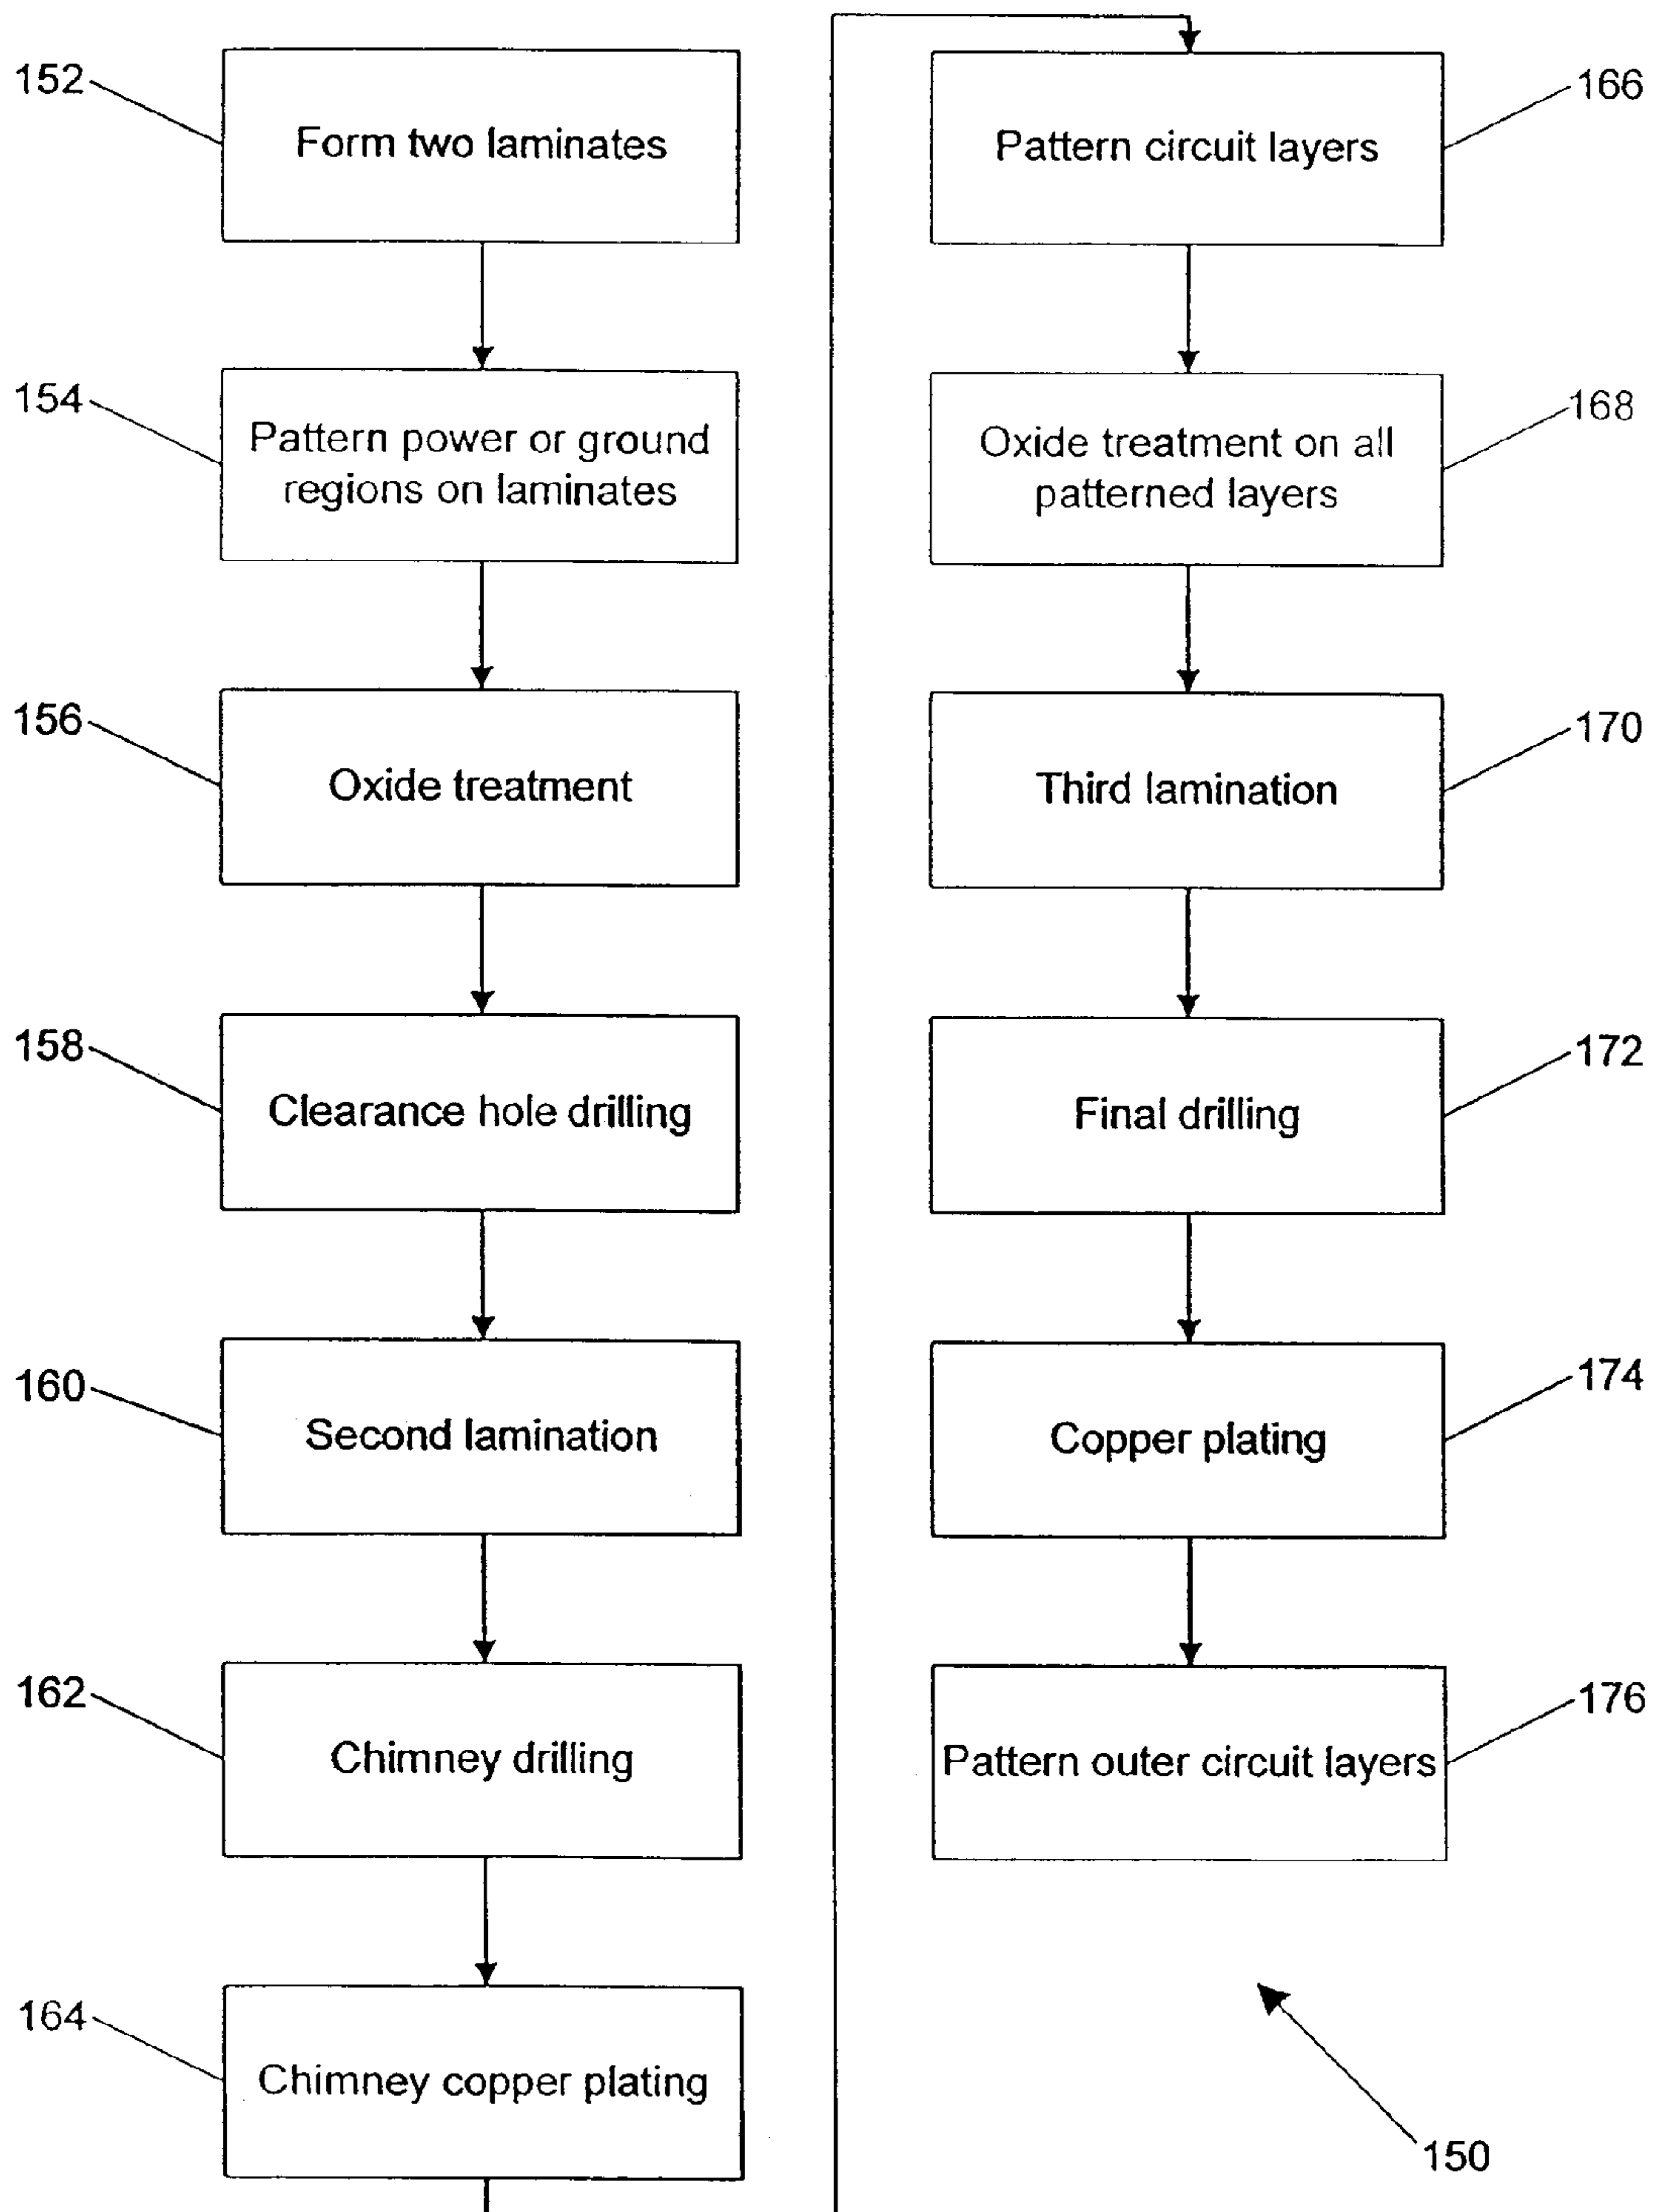 152
Form two laminates
154
Pattern power or ground
regions on laminates
156
Oxide treatment
158
Clearance hole drilling
160
Second lamination
162
Chimney drilling
164
Chimney copper plating
166
Pattern circuit layers
168
Oxide treatment on all
patterned layers
170
Third lamination
172
Final drilling
174
Copper plating
176
Pattern outer circuit layers
150